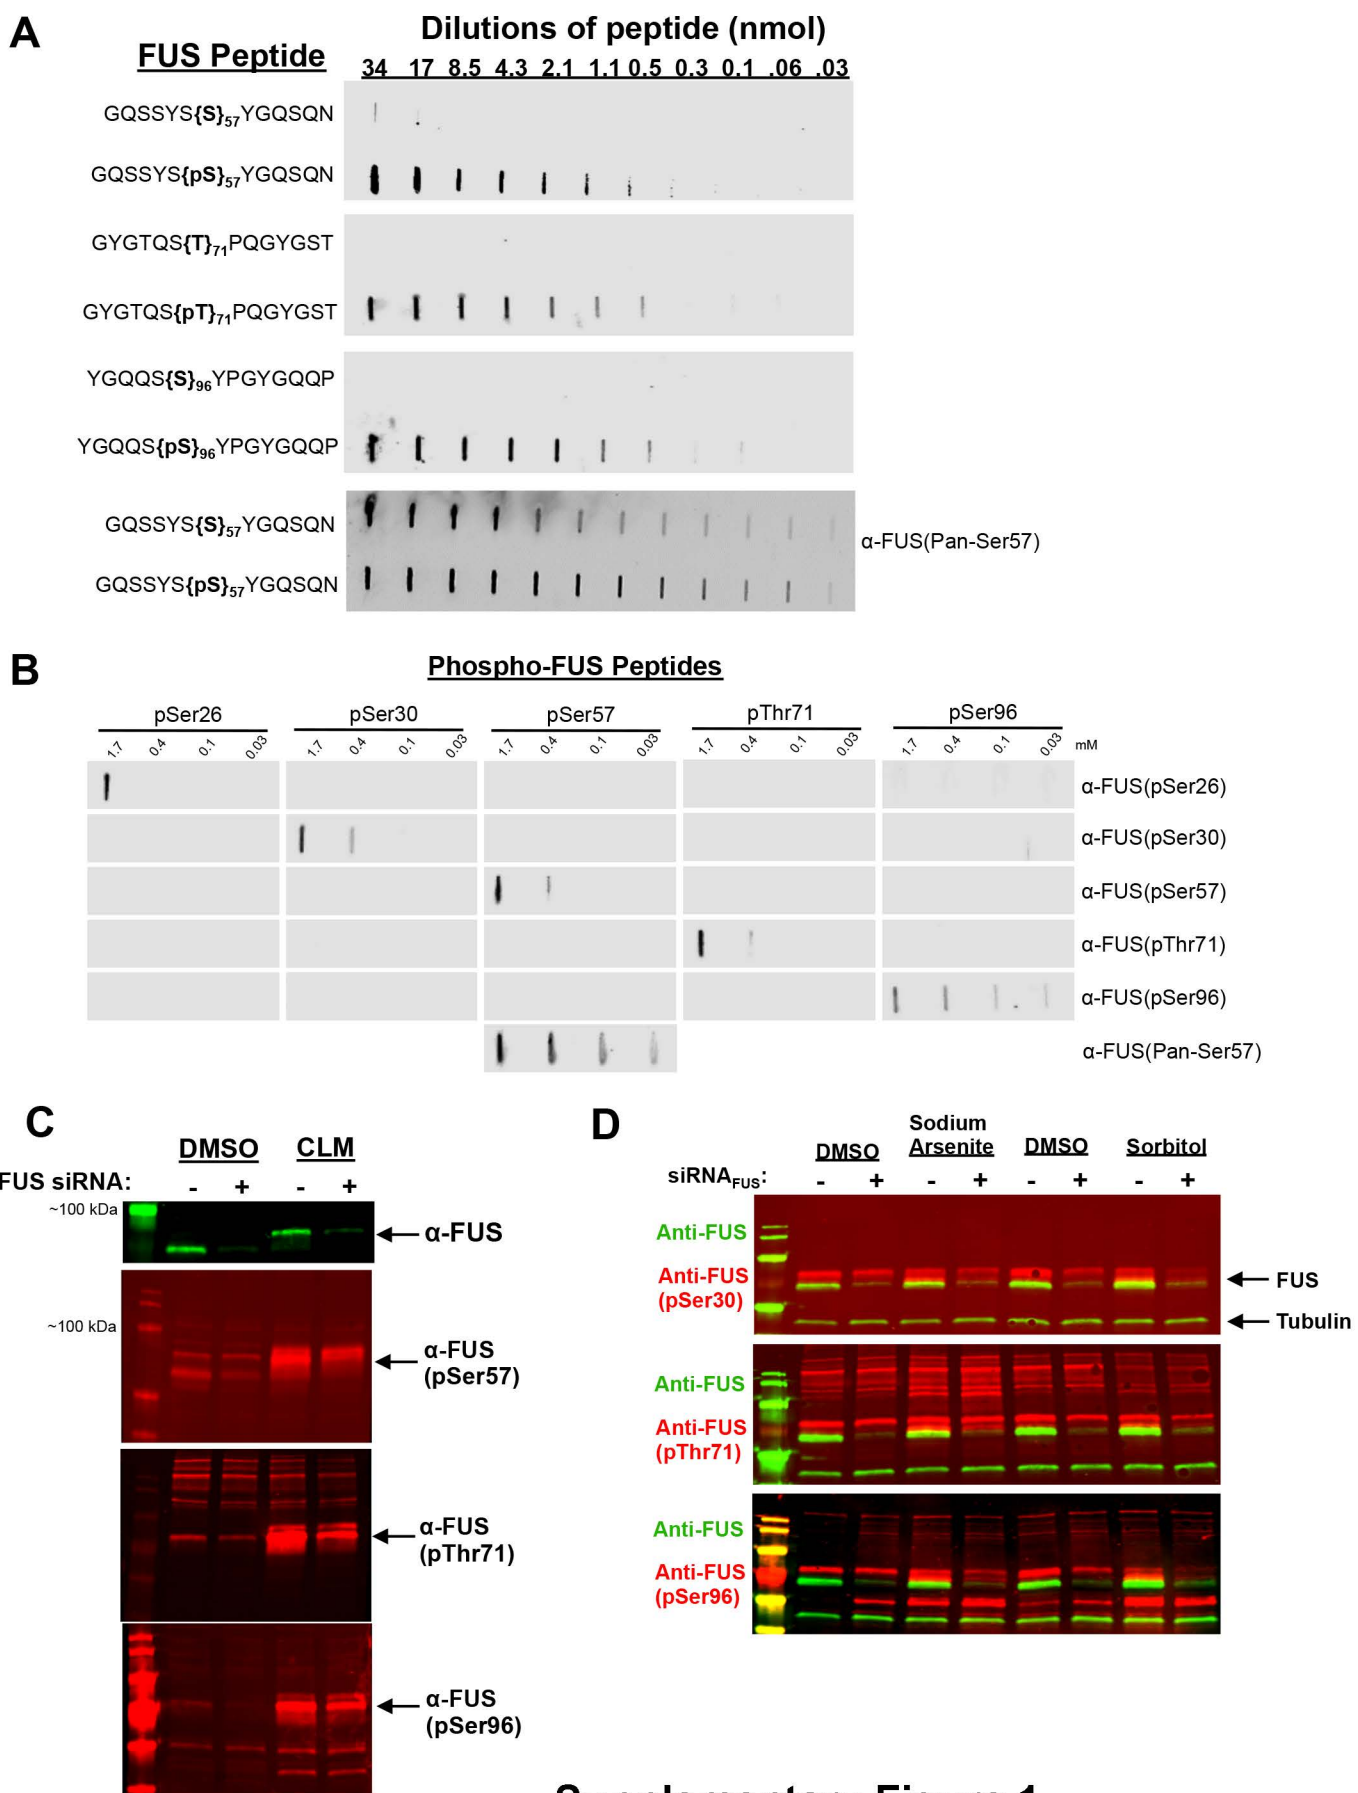 A
Dilutions of peptide (nmol)
FUS Peptide
34 17 8.5 4.3 2.1 1.1 0.5 0.3 0.1 .06 .03
GQSSYS{S}57YGQSQN
GQSSYS{pS}57YGQSQN
GYGTQS{T}71PQGYGST
GYGTQS{pT}71PQGYGST
YGQQS{S}96YPGYGQQP
YGQQS{pS}96YPGYGQQP
GQSSYS{S}57YGQSQN
α-FUS(Pan-Ser57)
GQSSYS{pS}57YGQSQN
B
Phospho-FUS Peptides
pSer26 pSer30 pSer57 pThr71 pSer96
1.7 0.4 0.1 0.03 1.7 0.4 0.1 0.03 1.7 0.4 0.1 0.03 1.7 0.4 0.1 0.03 1.7 0.4 0.1 0.03 mM
α-FUS(pSer26)
α-FUS(pSer30)
α-FUS(pSer57)
α-FUS(pThr71)
α-FUS(pSer96)
α-FUS(Pan-Ser57)
C
DMSO CLM
FUS siRNA: - + - +
~100 kDa
α-FUS
~100 kDa
α-FUS
(pSer57)
α-FUS
(pThr71)
α-FUS
(pSer96)
D
Sodium
DMSO Arsenite DMSO Sorbitol
siRNAFUS: - + - + - + - +
Anti-FUS
Anti-FUS
(pSer30)
FUS
Tubulin
Anti-FUS
Anti-FUS
(pThr71)
Anti-FUS
Anti-FUS
(pSer96)
Supplementary Figure 1